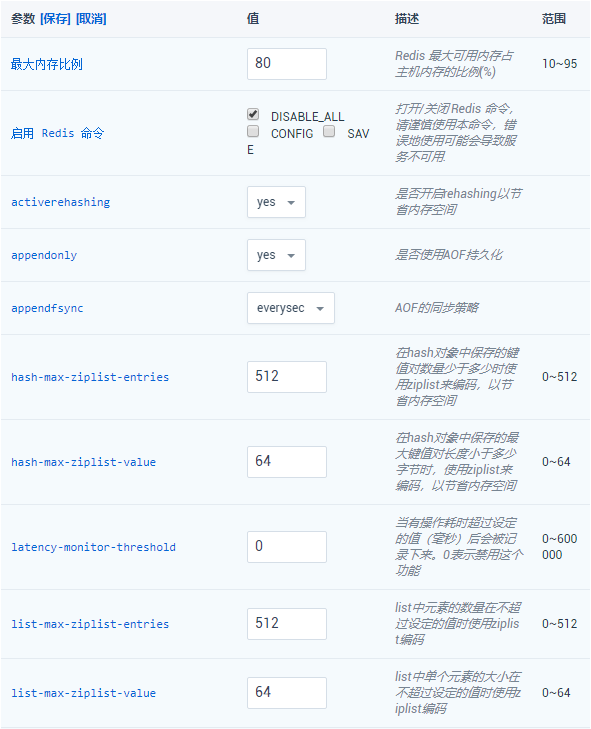 参数 [保存] [取消] 值 描述 范围
最大内存比例 80 Redis 最大可用内存占 10~95
主机内存的比例(%)
启用 Redis 命令 DISABLE_ALL 打开/关闭 Redis 命令,
CONFIG SAV 请谨慎使用本命令，错
E 误地使用可能会导致服
务不可用.
activerehashing yes 是否开启rehashing以节
省内存空间
appendonly yes 是否使用AOF持久化
appendfsync everysec AOF的同步策略
hash-max-ziplist-entries 512 在hash对象中保存的键 0~512
值对数量少于多少时使
用ziplist来编码，以节
省内存空间
hash-max-ziplist-value 64 在hash对象中保存的最 0~64
大键值对长度小于多少
字节时，使用ziplist来
编码，以节省内存空间
latency-monitor-threshold 0 当有操作耗时超过设定 0~600
的值（毫秒）后会被记 000
录下来。0表示禁用这个
功能
list-max-ziplist-entries 512 list中元素的数量在不超 0~512
过设定的值时使用ziplis
t编码
list-max-ziplist-value 64 list中单个元素的大小在 0~64
不超过设定的值时使用z
iplist编码